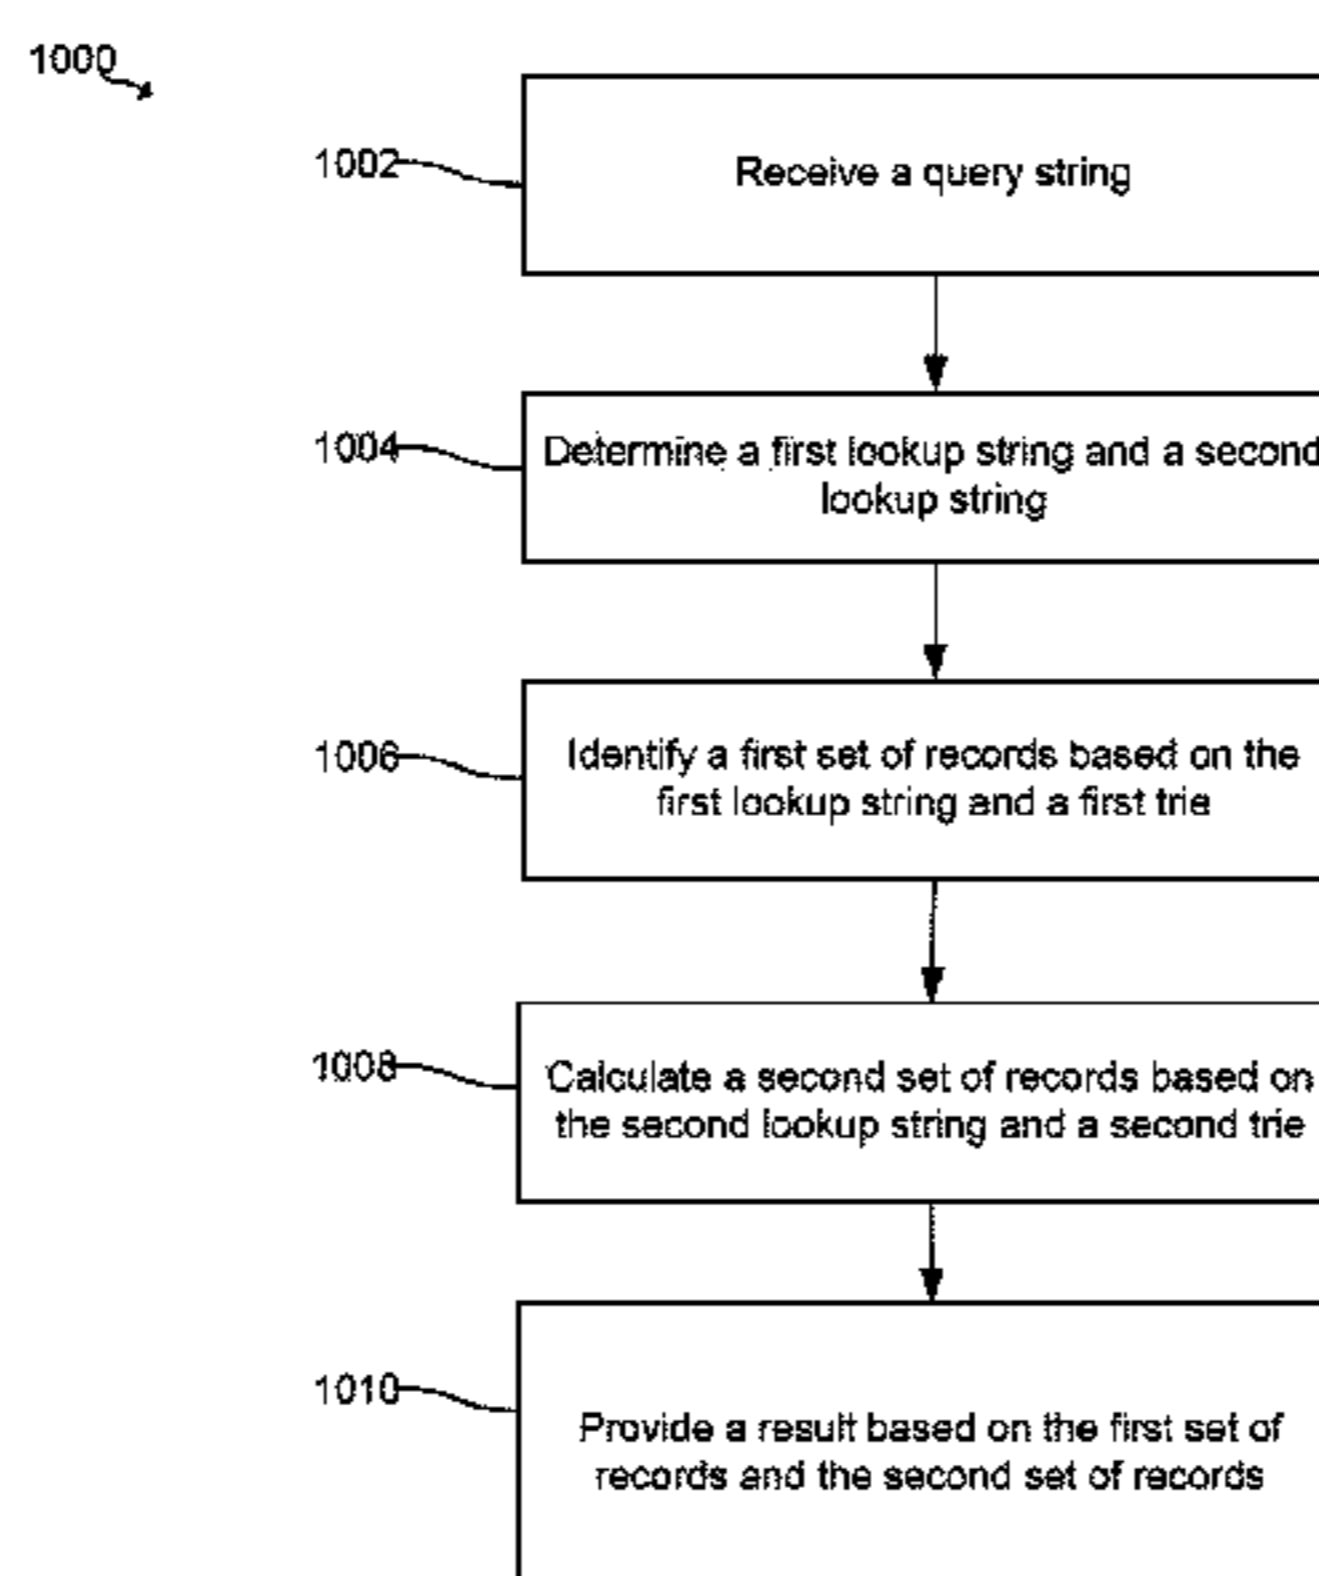 1000
1002
Receive a query string
1004
Determine a first lookup string and a second
lookup string
1006
Identify a first set of records based on the
first lookup string and a first trie
1008
Calculate a second set of records based on
the second lookup string and a second trie
1010
Provide a result based on the first set of
records and the second set of records